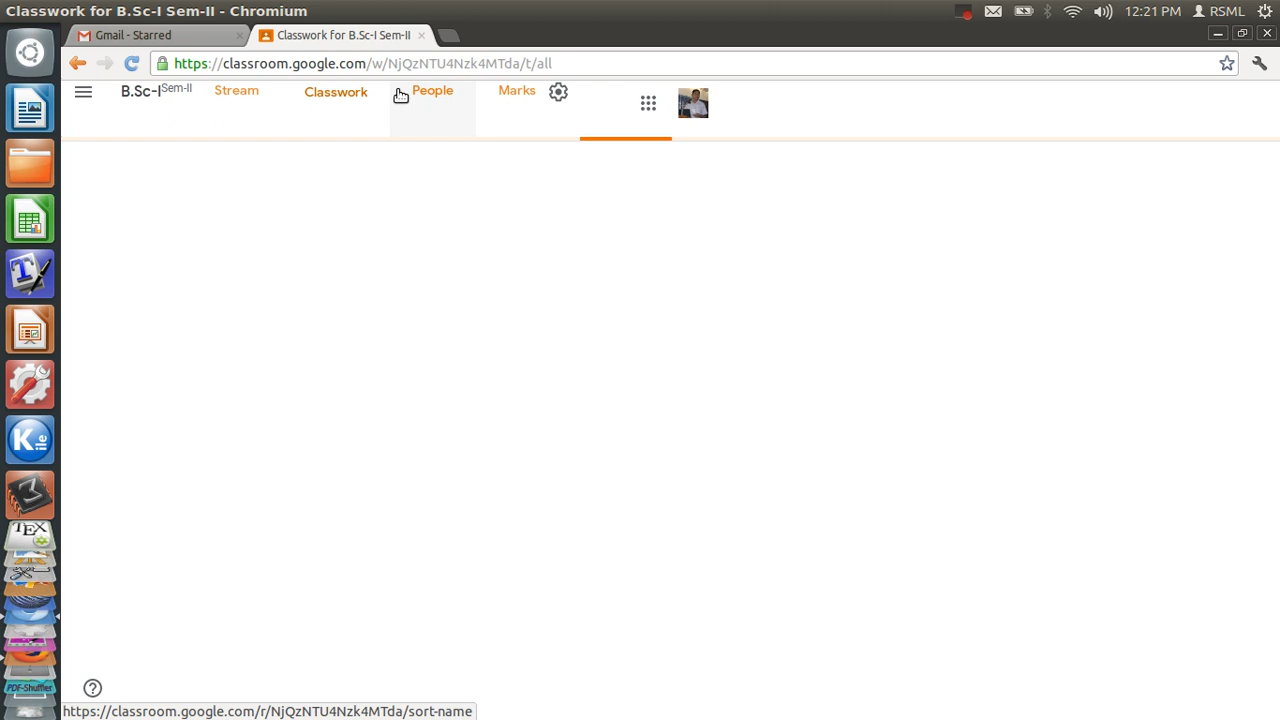 Classwork for B.Sc-I Sem-II - Chromium
12:21 PM
RSML
Gmail - Starred
Classwork for B.Sc-I Sem-II
https://classroom.google.com/w/NjQzNTU4Nzk4MTda/t/all
B.Sc-I Sem-II
Stream
Classwork
People
Marks
T
K ile
TEX
PDF-Shuffler
https://classroom.google.com/r/NjQzNTU4Nzk4MTda/sort-name